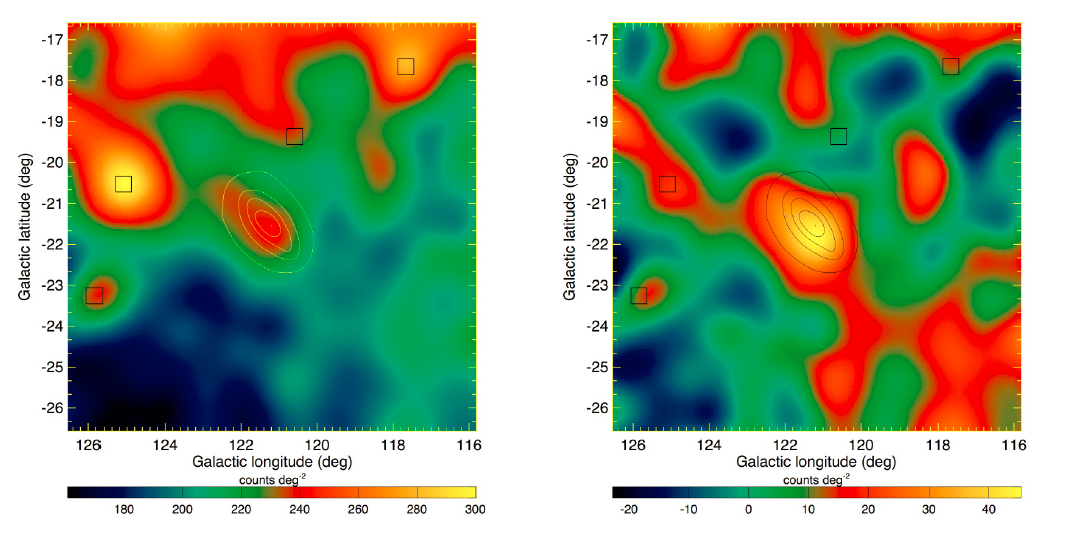 -17
-18
-19
-20
-21
-22
-23
-24
-25
-26
Galactic latitude (deg)
126 124 122 120 118 116
Galactic longitude (deg)
counts deg-2
180 200 220 240 260 280 300
-17
-18
-19
-20
-21
-22
-23
-24
-25
-26
Galactic latitude (deg)
126 124 122 120 118 116
Galactic longitude (deg)
counts deg-2
-20 -10 0 10 20 30 40